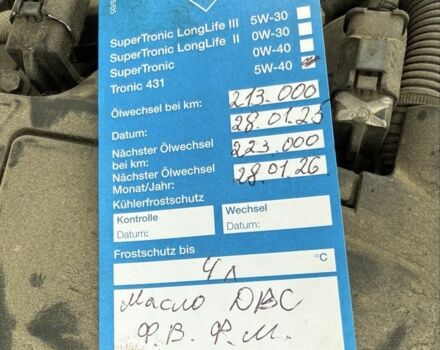 SuperTronic LongLife III 5W-30
SuperTronic LongLife II 0W-30
SuperTronic 0W-40
Tronic 431 5W-40
Ölwechsel bei km: 213.000
Datum: 28.01.25
Nächster Ölwechsel bei km: 223.000
Nächster Ölwechsel Monat/Jahr: 28.01.26
Kühlerfrostschutz
Kontrolle Wechsel
Datum: Datum:
Frostschutz bis °C
4 л
Масло ДВС
Ф.В. Ф.М.